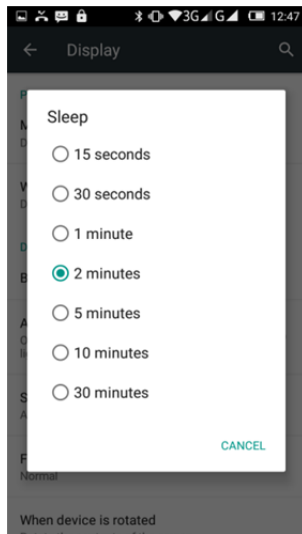 3G G 12:47
Display
Sleep
15 seconds
30 seconds
1 minute
2 minutes
5 minutes
10 minutes
30 minutes
CANCEL
Normal
When device is rotated